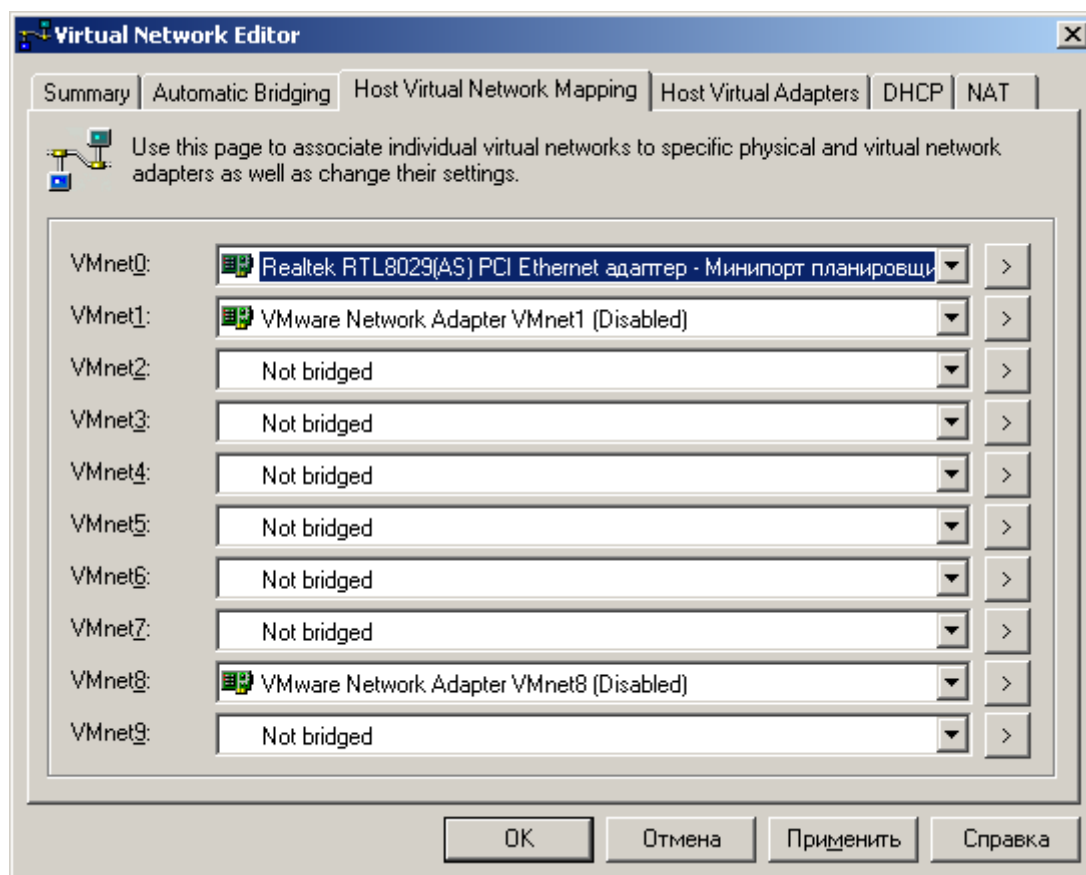 Virtual Network Editor
Summary Automatic Bridging Host Virtual Network Mapping Host Virtual Adapters DHCP NAT
Use this page to associate individual virtual networks to specific physical and virtual network
adapters as well as change their settings.
VMnet0: Realtek RTL8029(AS) PCI Ethernet адаптер - Минипорт планировщи >
VMnet1: VMware Network Adapter VMnet1 (Disabled) >
VMnet2: Not bridged >
VMnet3: Not bridged >
VMnet4: Not bridged >
VMnet5: Not bridged >
VMnet6: Not bridged >
VMnet7: Not bridged >
VMnet8: VMware Network Adapter VMnet8 (Disabled) >
VMnet9: Not bridged >
OK Отмена Применить Справка